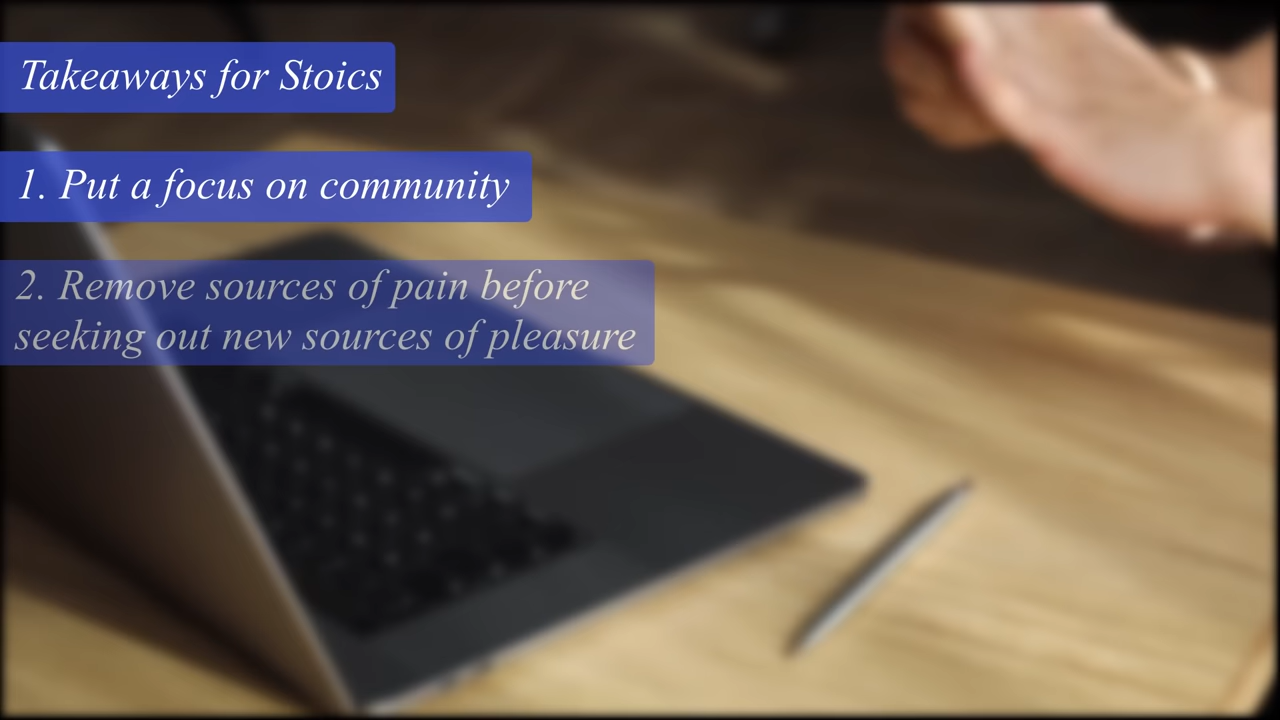 Takeaways for Stoics
1. Put a focus on community
2. Remove sources of pain before
seeking out new sources of pleasure